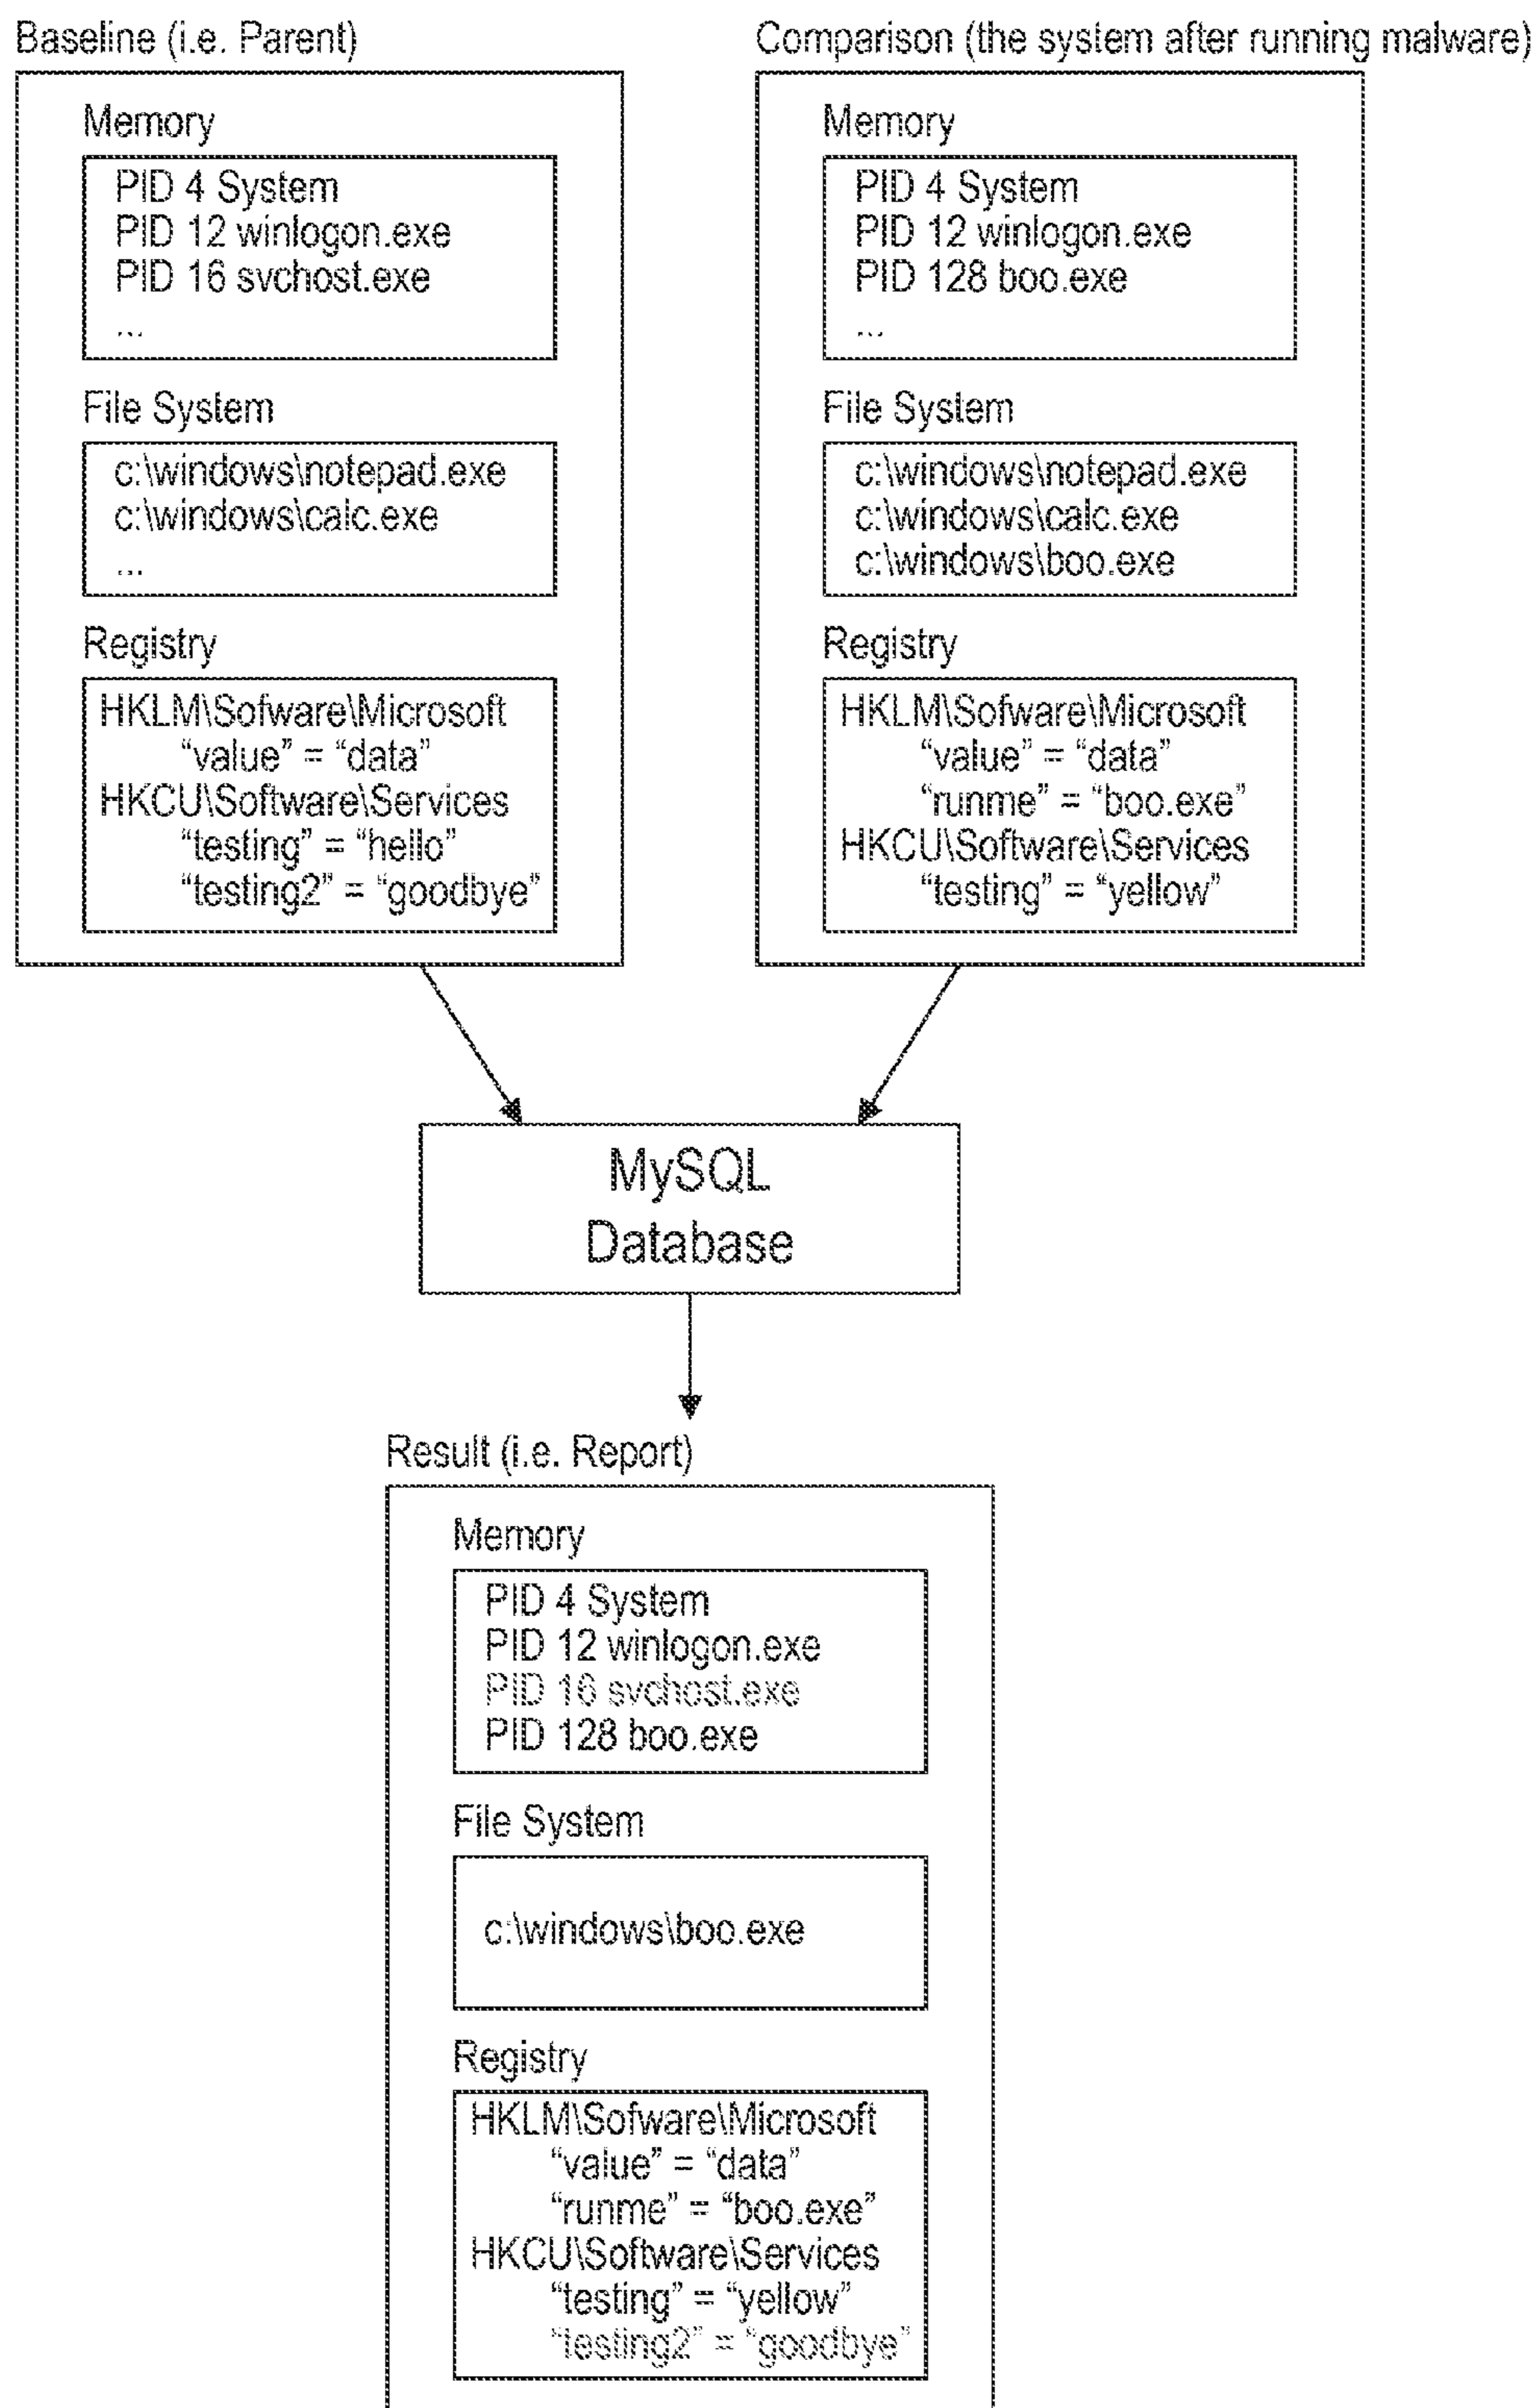 Baseline (i.e. Parent)
Memory
PID 4 System
PID 12 winlogon.exe
PID 16 svchost.exe
...
File System
c:\windows\notepad.exe
c:\windows\calc.exe
...
Registry
HKLM\Sofware\Microsoft
“value” = “data”
HKCU\Software\Services
“testing” = “hello”
“testing2” = “goodbye”
Comparison (the system after running malware)
Memory
PID 4 System
PID 12 winlogon.exe
PID 128 boo.exe
...
File System
c:\windows\notepad.exe
c:\windows\calc.exe
c:\windows\boo.exe
Registry
HKLM\Sofware\Microsoft
“value” = “data”
“runme” = “boo.exe”
HKCU\Software\Services
“testing” = “yellow”
MySQL
Database
Result (i.e. Report)
Memory
PID 4 System
PID 12 winlogon.exe
PID 16 svchost.exe
PID 128 boo.exe
File System
c:\windows\boo.exe
Registry
HKLM\Sofware\Microsoft
“value” = “data”
“runme” = “boo.exe”
HKCU\Software\Services
“testing” = “yellow”
“testing2” = “goodbye”